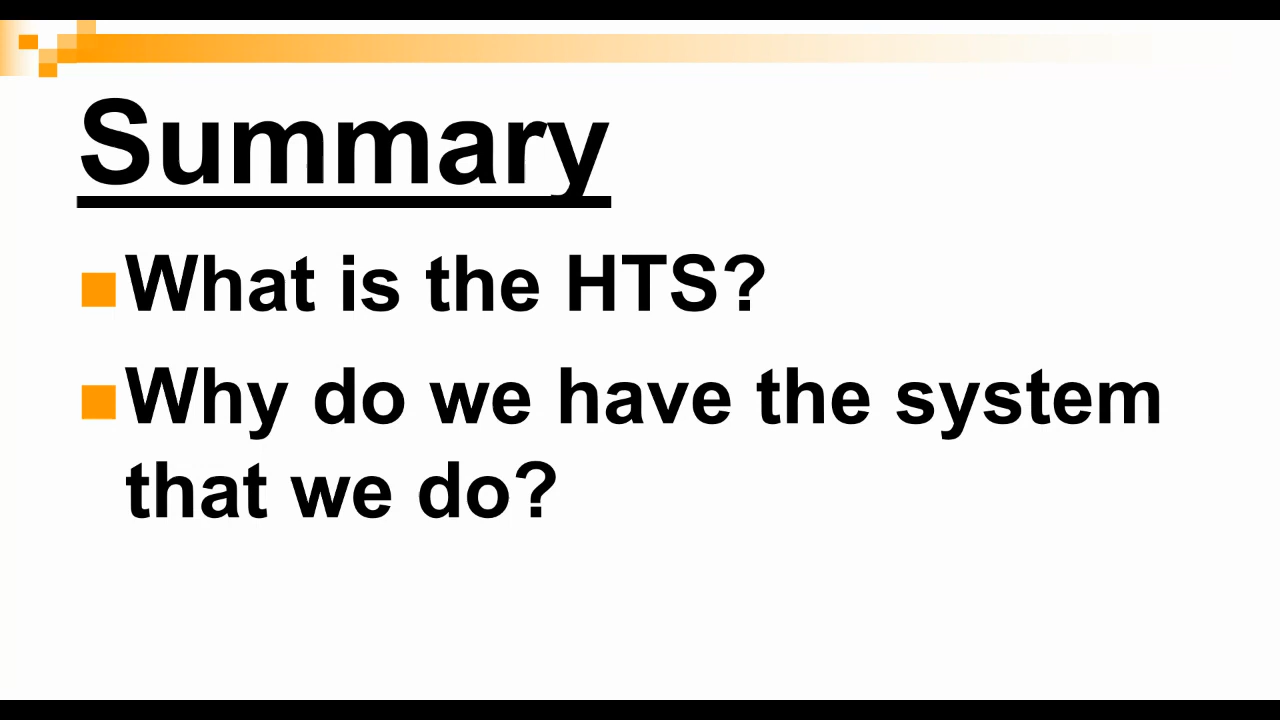 Summary
What is the HTS?
Why do we have the system
that we do?